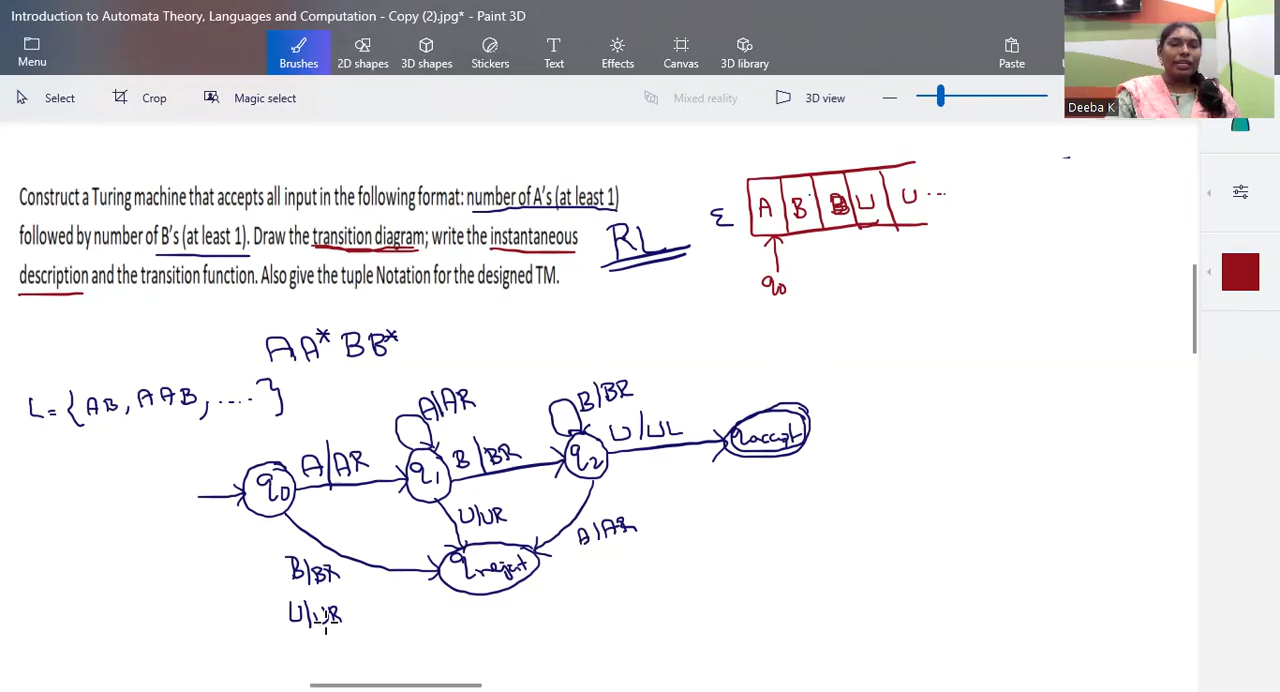 Introduction to Automata Theory, Languages and Computation - Copy (2).jpg* - Paint 3D
Menu
Brushes
2D shapes
3D shapes
Stickers
Text
Effects
Canvas
3D library
Paste
Select
Crop
Magic select
Mixed reality
3D view
Deeba K
Construct a Turing machine that accepts all input in the following format: number of A's (at least 1)
followed by number of B's (at least 1). Draw the transition diagram; write the instantaneous
description and the transition function. Also give the tuple Notation for the designed TM.
RL
Σ A B B U U ...
q0
AA* BB*
L = {AB, AAB, ....}
A/AR
B/BR
q0
A/AR
q1
B/BR
q2
U/UL
qaccept
U/UR
A/AR
qreject
B/BR
U/UR